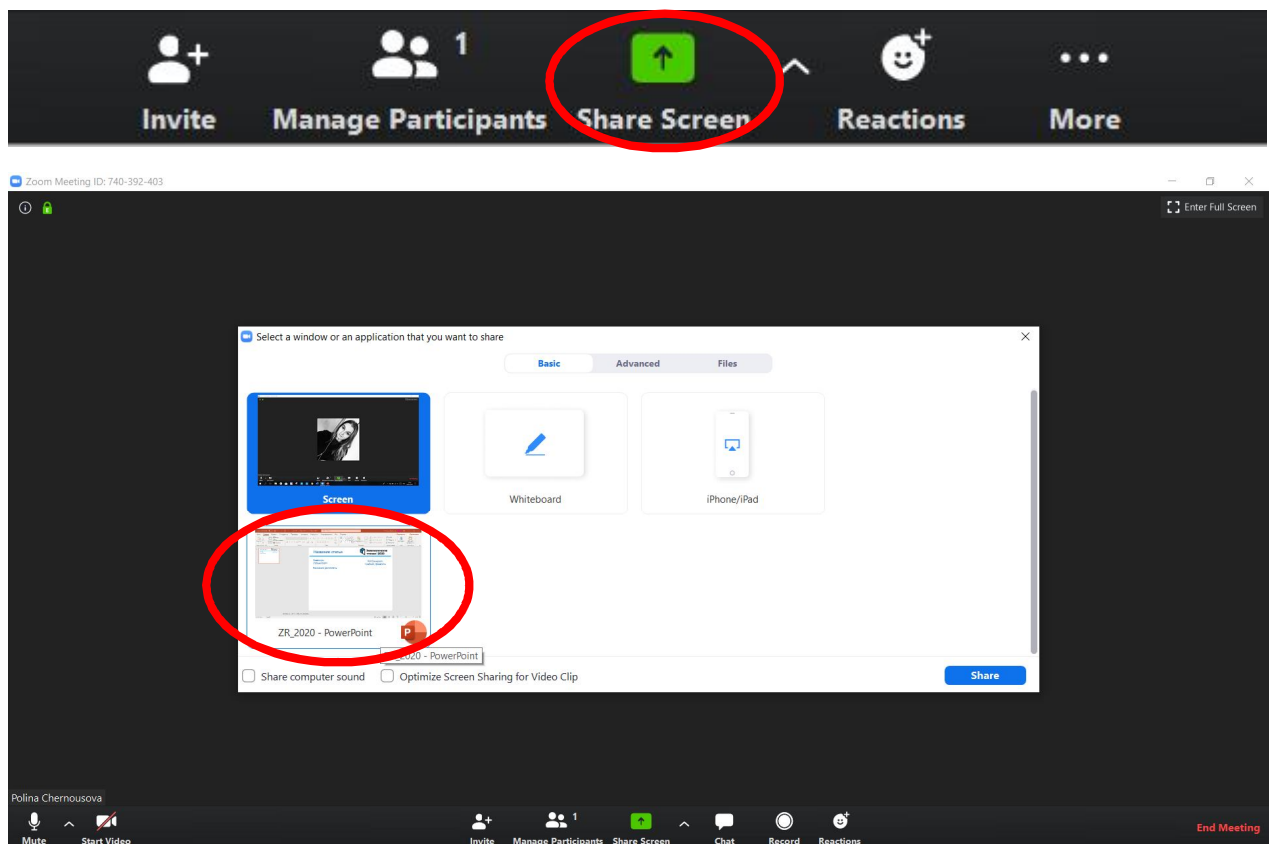 1
Invite Manage Participants Share Screen Reactions More
Zoom Meeting ID: 740-392-403
Enter Full Screen
Select a window or an application that you want to share
Basic Advanced Files
Screen Whiteboard iPhone/iPad
ZR_2020 - PowerPoint
2020 - PowerPoint
Share computer sound Optimize Screen Sharing for Video Clip Share
Polina Chernousova
1
Mute Start Video Invite Manage Participants Share Screen Chat Record Reactions End Meeting